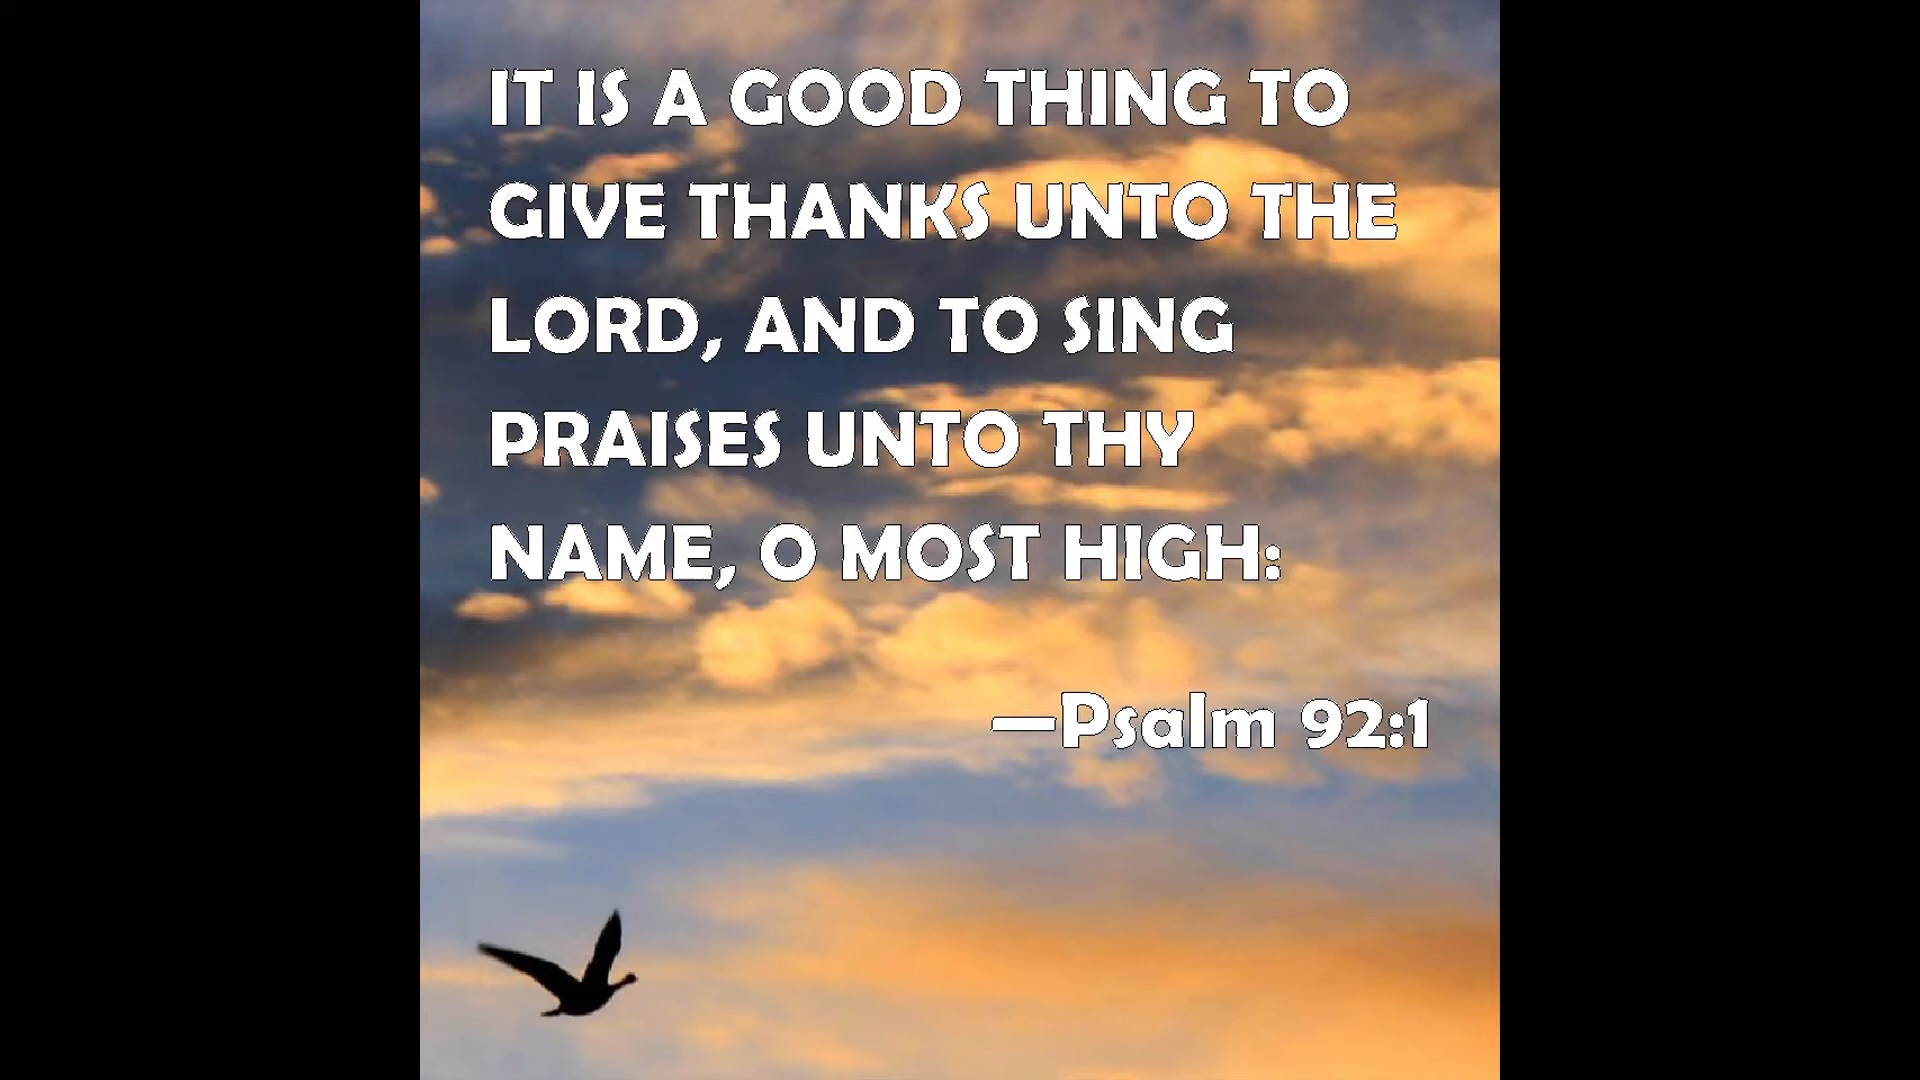 IT IS A GOOD THING TO
GIVE THANKS UNTO THE
LORD, AND TO SING
PRAISES UNTO THY
NAME, O MOST HIGH:
—Psalm 92:1